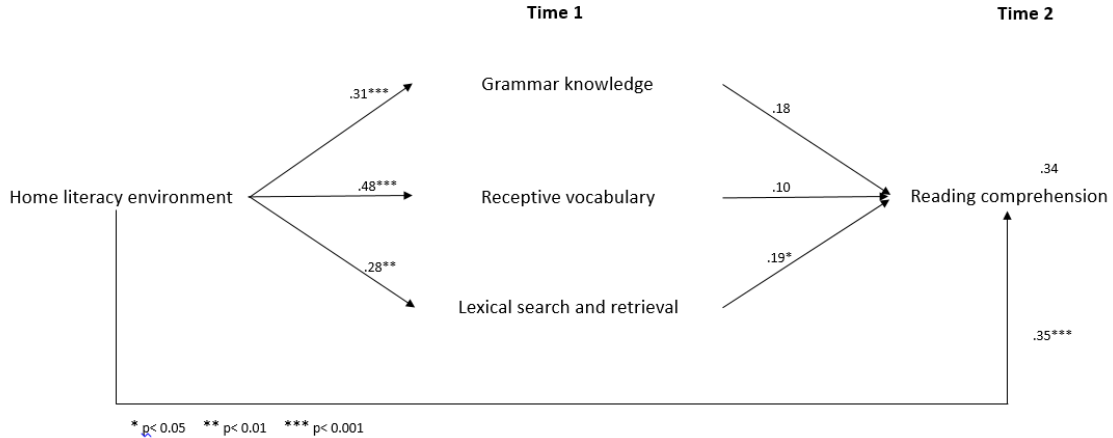 Time 1
Time 2
Grammar knowledge
.31***
.18
.34
Home literacy environment
.48***
Receptive vocabulary
.10
Reading comprehension
.28**
.19*
Lexical search and retrieval
.35***
* p< 0.05 ** p< 0.01 *** p< 0.001